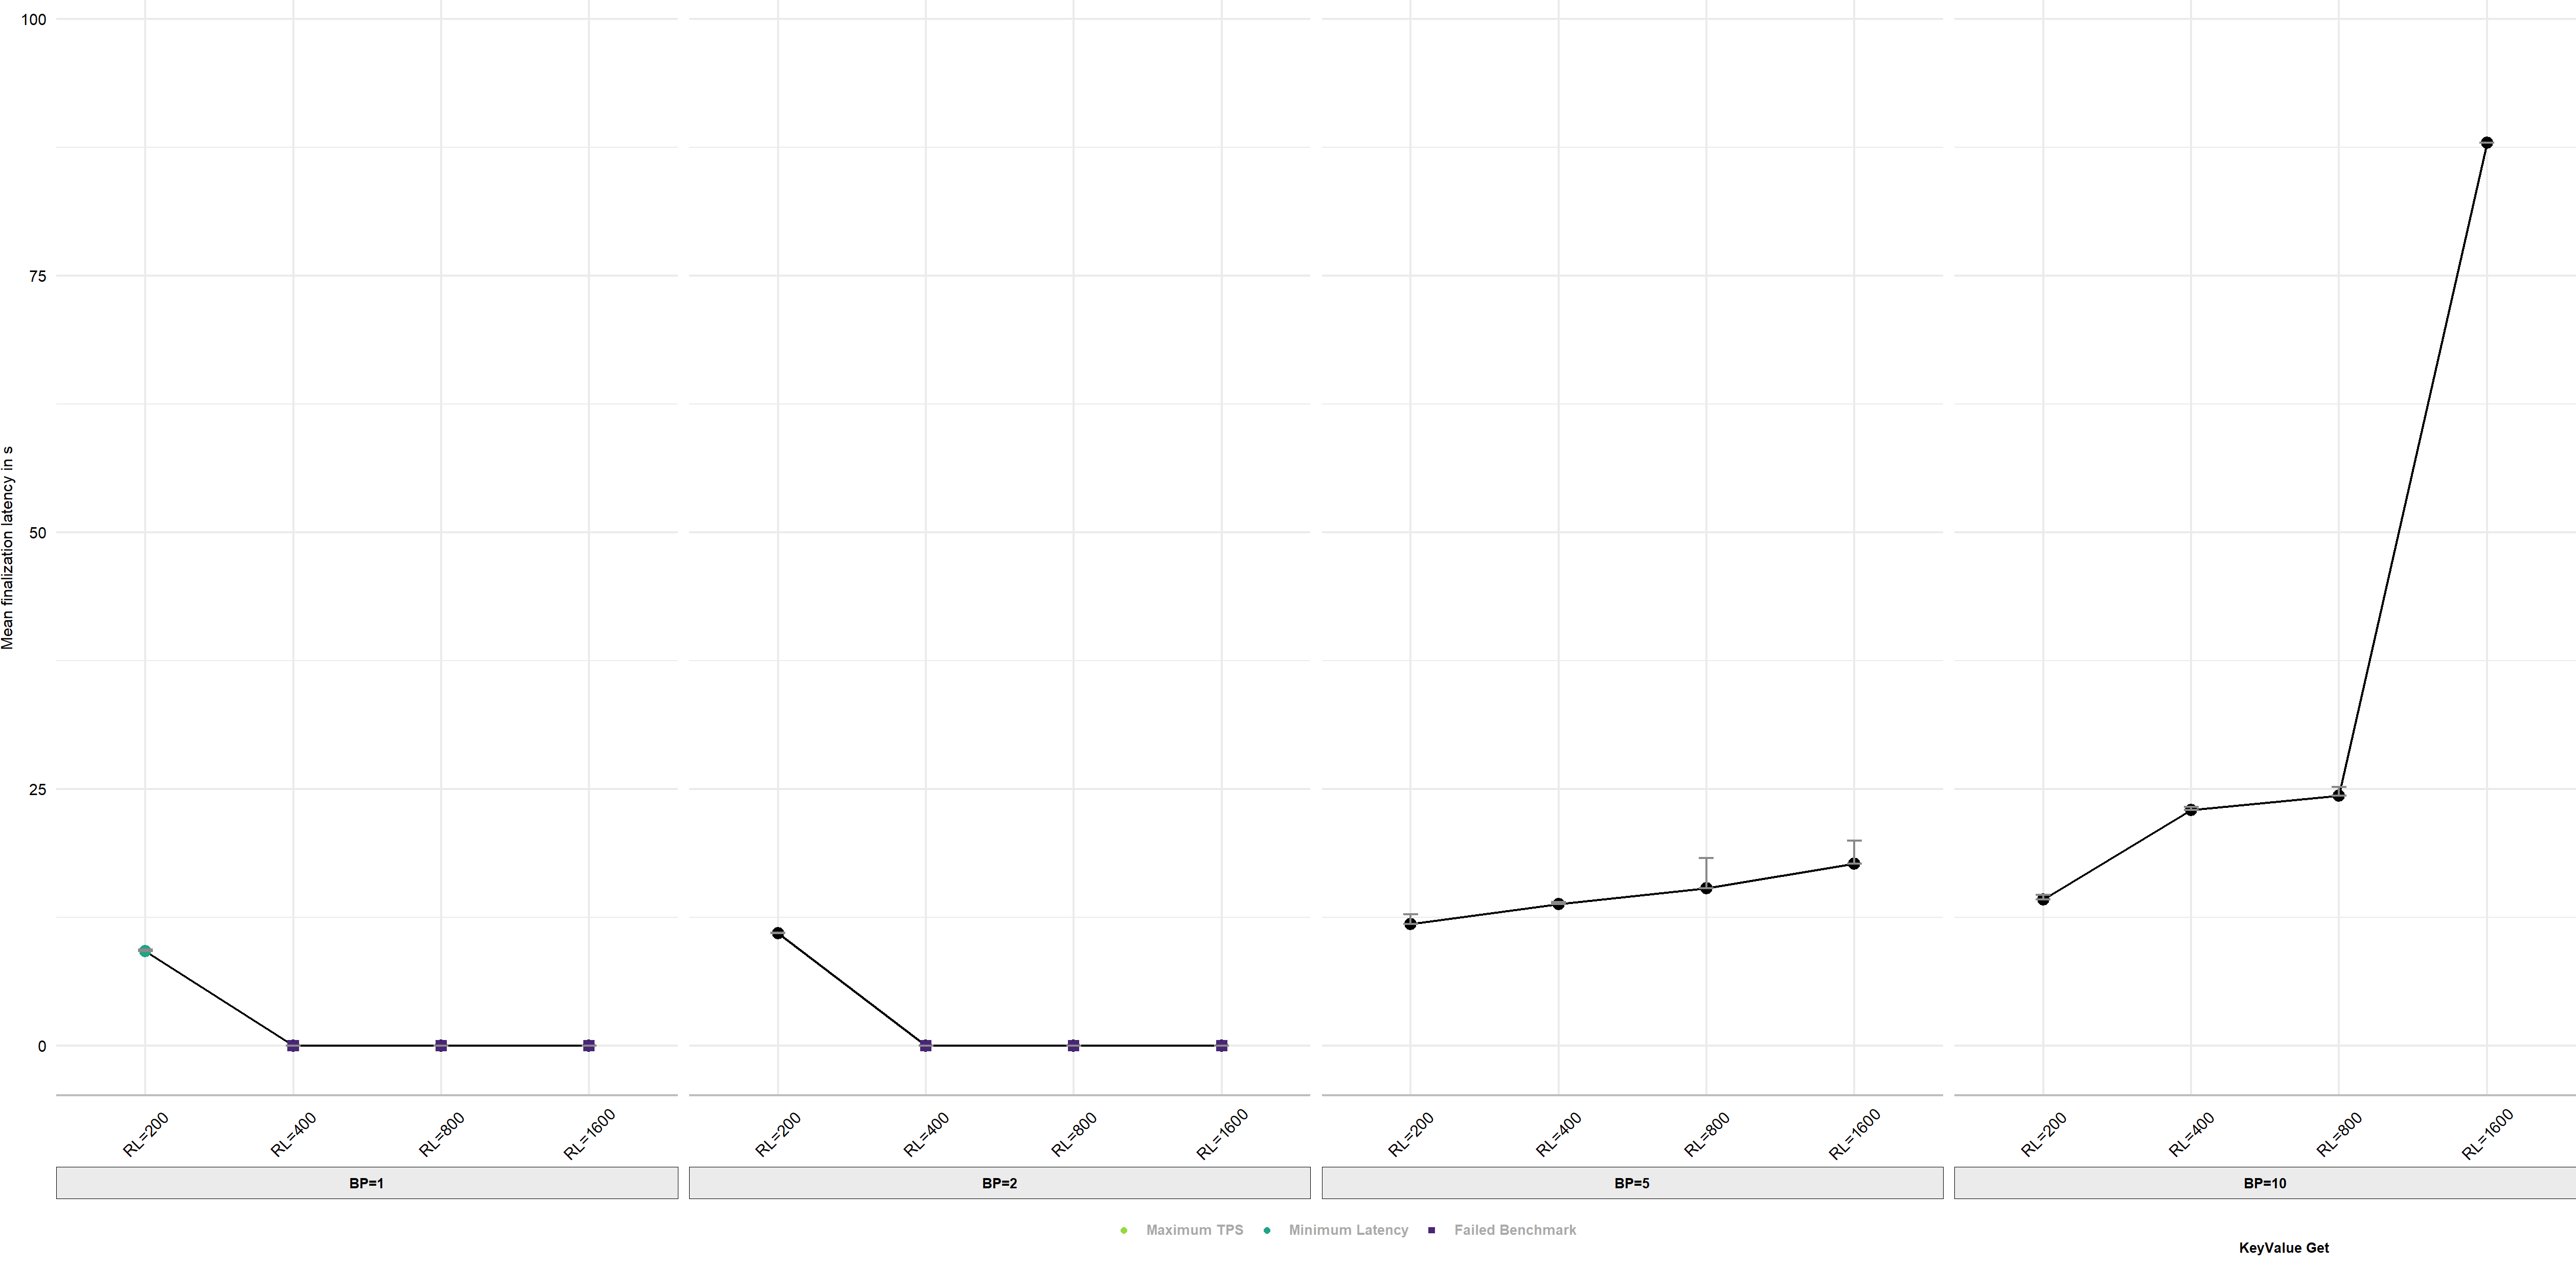 100
75
50
25
0
Mean finalization latency in s
RL=200 RL=400 RL=800 RL=1600 RL=200 RL=400 RL=800 RL=1600 RL=200 RL=400 RL=800 RL=1600 RL=200 RL=400 RL=800 RL=1600
BP=1 BP=2 BP=5 BP=10
Maximum TPS Minimum Latency Failed Benchmark
KeyValue Get